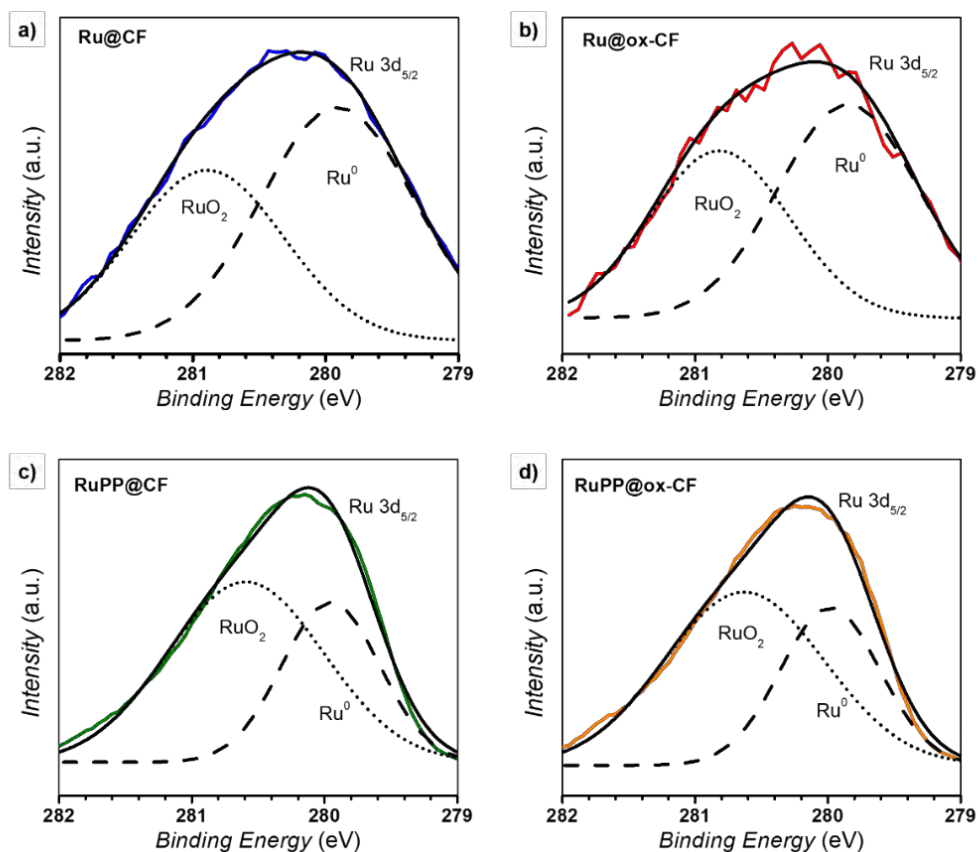 a)
Ru@CF
Ru 3d5/2
Ru0
RuO2
Intensity (a.u.)
282 281 280 279
Binding Energy (eV)
b)
Ru@ox-CF
Ru 3d5/2
Ru0
RuO2
Intensity (a.u.)
282 281 280 279
Binding Energy (eV)
c)
RuPP@CF
Ru 3d5/2
RuO2
Ru0
Intensity (a.u.)
282 281 280 279
Binding Energy (eV)
d)
RuPP@ox-CF
Ru 3d5/2
RuO2
Ru0
Intensity (a.u.)
282 281 280 279
Binding Energy (eV)